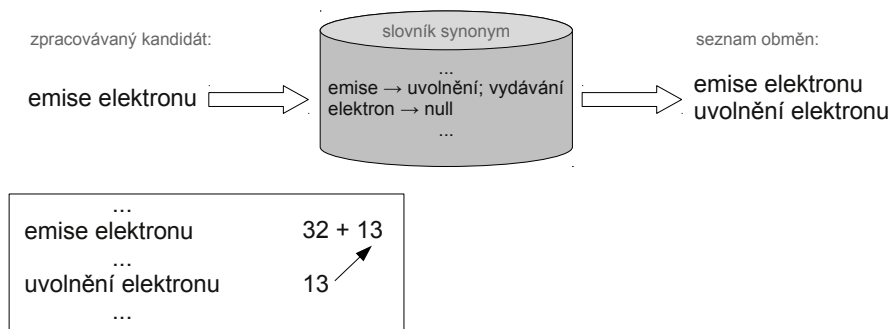 zpracovávaný kandidát:
emise elektronu
slovník synonym
...
emise → uvolnění; vydávání
elektron → null
...
seznam obměn:
emise elektronu
uvolnění elektronu
...
emise elektronu 32 + 13
...
uvolnění elektronu 13
...